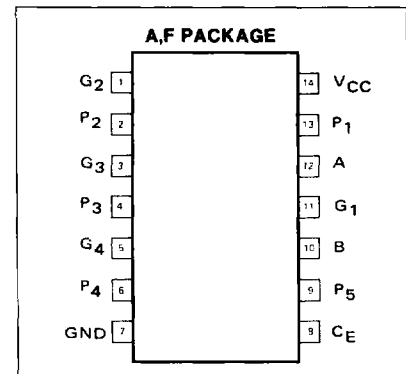 A,F PACKAGE
G2 1 14 VCC
P2 2 13 P1
G3 3 12 A
P3 4 11 G1
G4 5 10 B
P4 6 9 P5
GND 7 8 CE